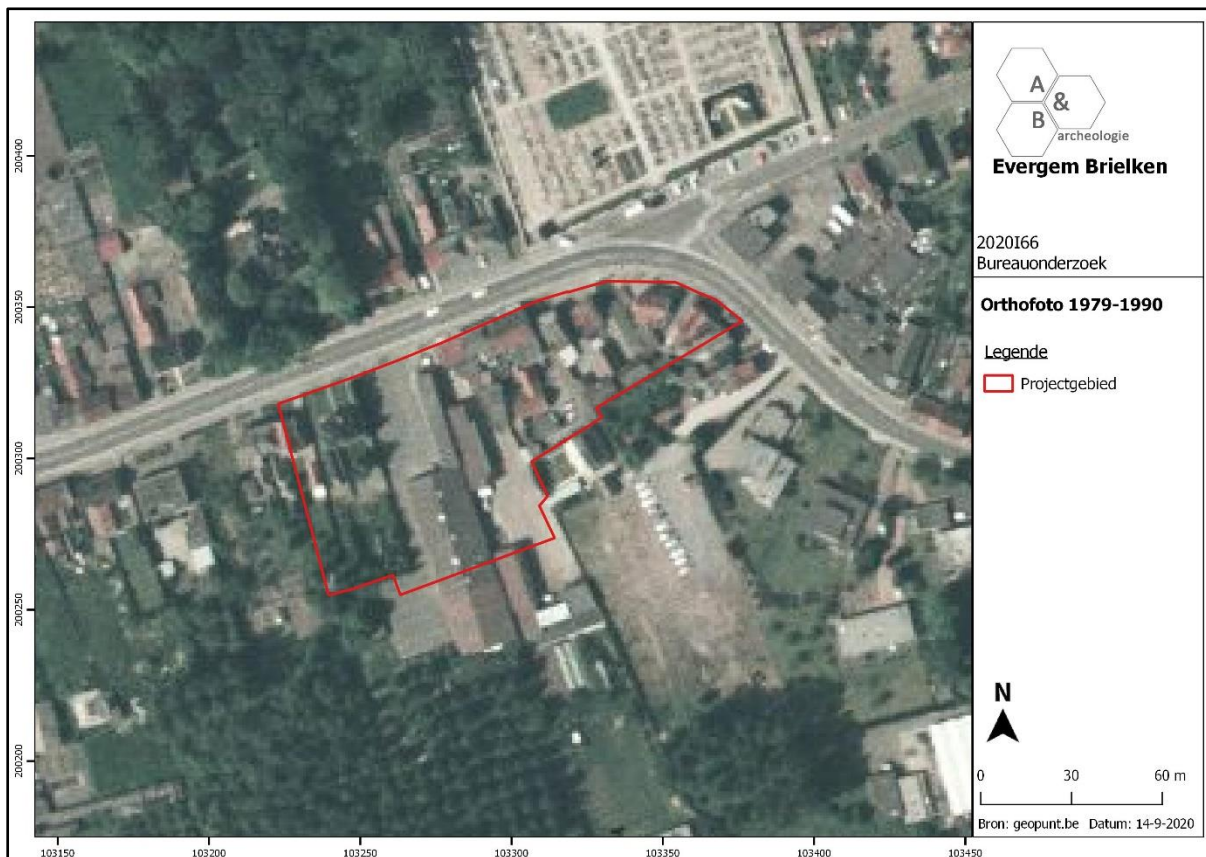 A
&
B
archeologie
Evergem Brielken
2020I66
Bureauonderzoek
Orthofoto 1979-1990
Legende
Projectgebied
N
0 30 60 m
Bron: geopunt.be Datum: 14-9-2020
200400
200350
200300
200250
200200
103150 103200 103250 103300 103350 103400 103450